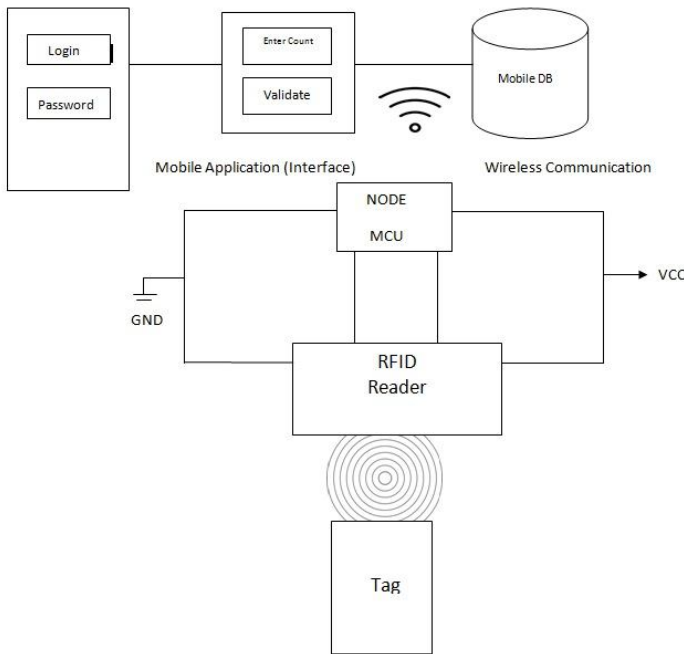 Login
Password
Enter Count
Validate
Mobile DB
Mobile Application (Interface)
Wireless Communication
NODE
MCU
GND
VCC
RFID
Reader
Tag